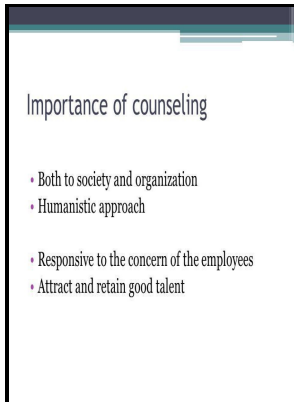 Importance of counseling
• Both to society and organization
• Humanistic approach
• Responsive to the concern of the employees
• Attract and retain good talent